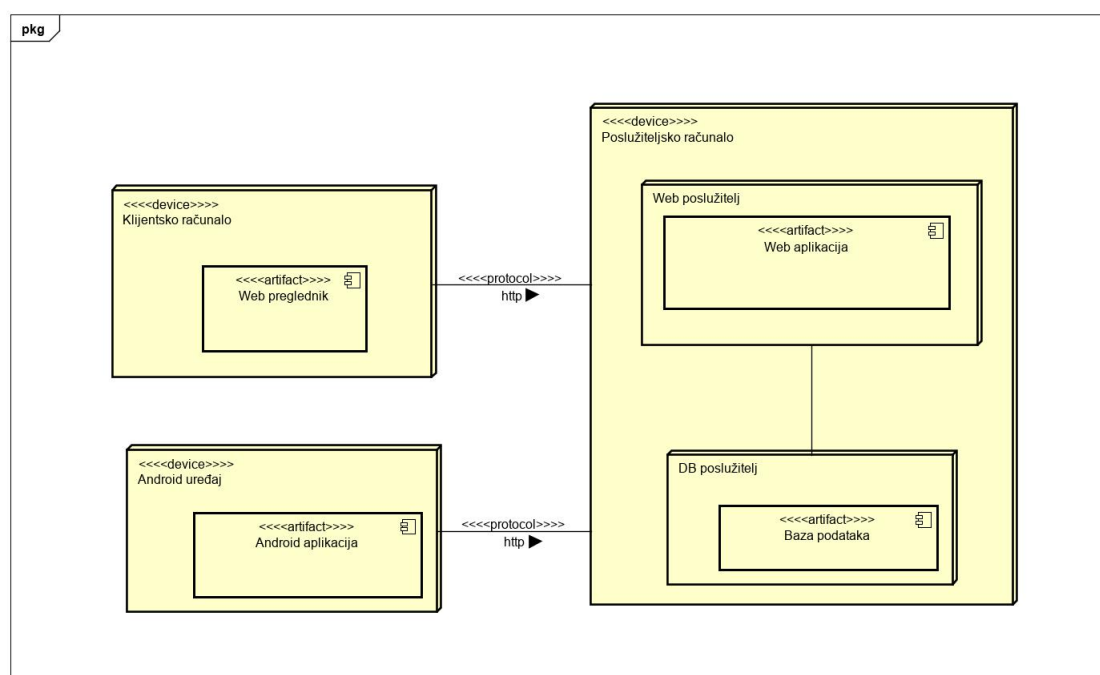 pkg
<<<<device>>>>
Klijentsko računalo
<<<<artifact>>>>
Web preglednik
<<<<protocol>>>>
http
<<<<device>>>>
Android uređaj
<<<<artifact>>>>
Android aplikacija
<<<<protocol>>>>
http
<<<<device>>>>
Poslužiteljsko računalo
Web poslužitelj
<<<<artifact>>>>
Web aplikacija
DB poslužitelj
<<<<artifact>>>>
Baza podataka